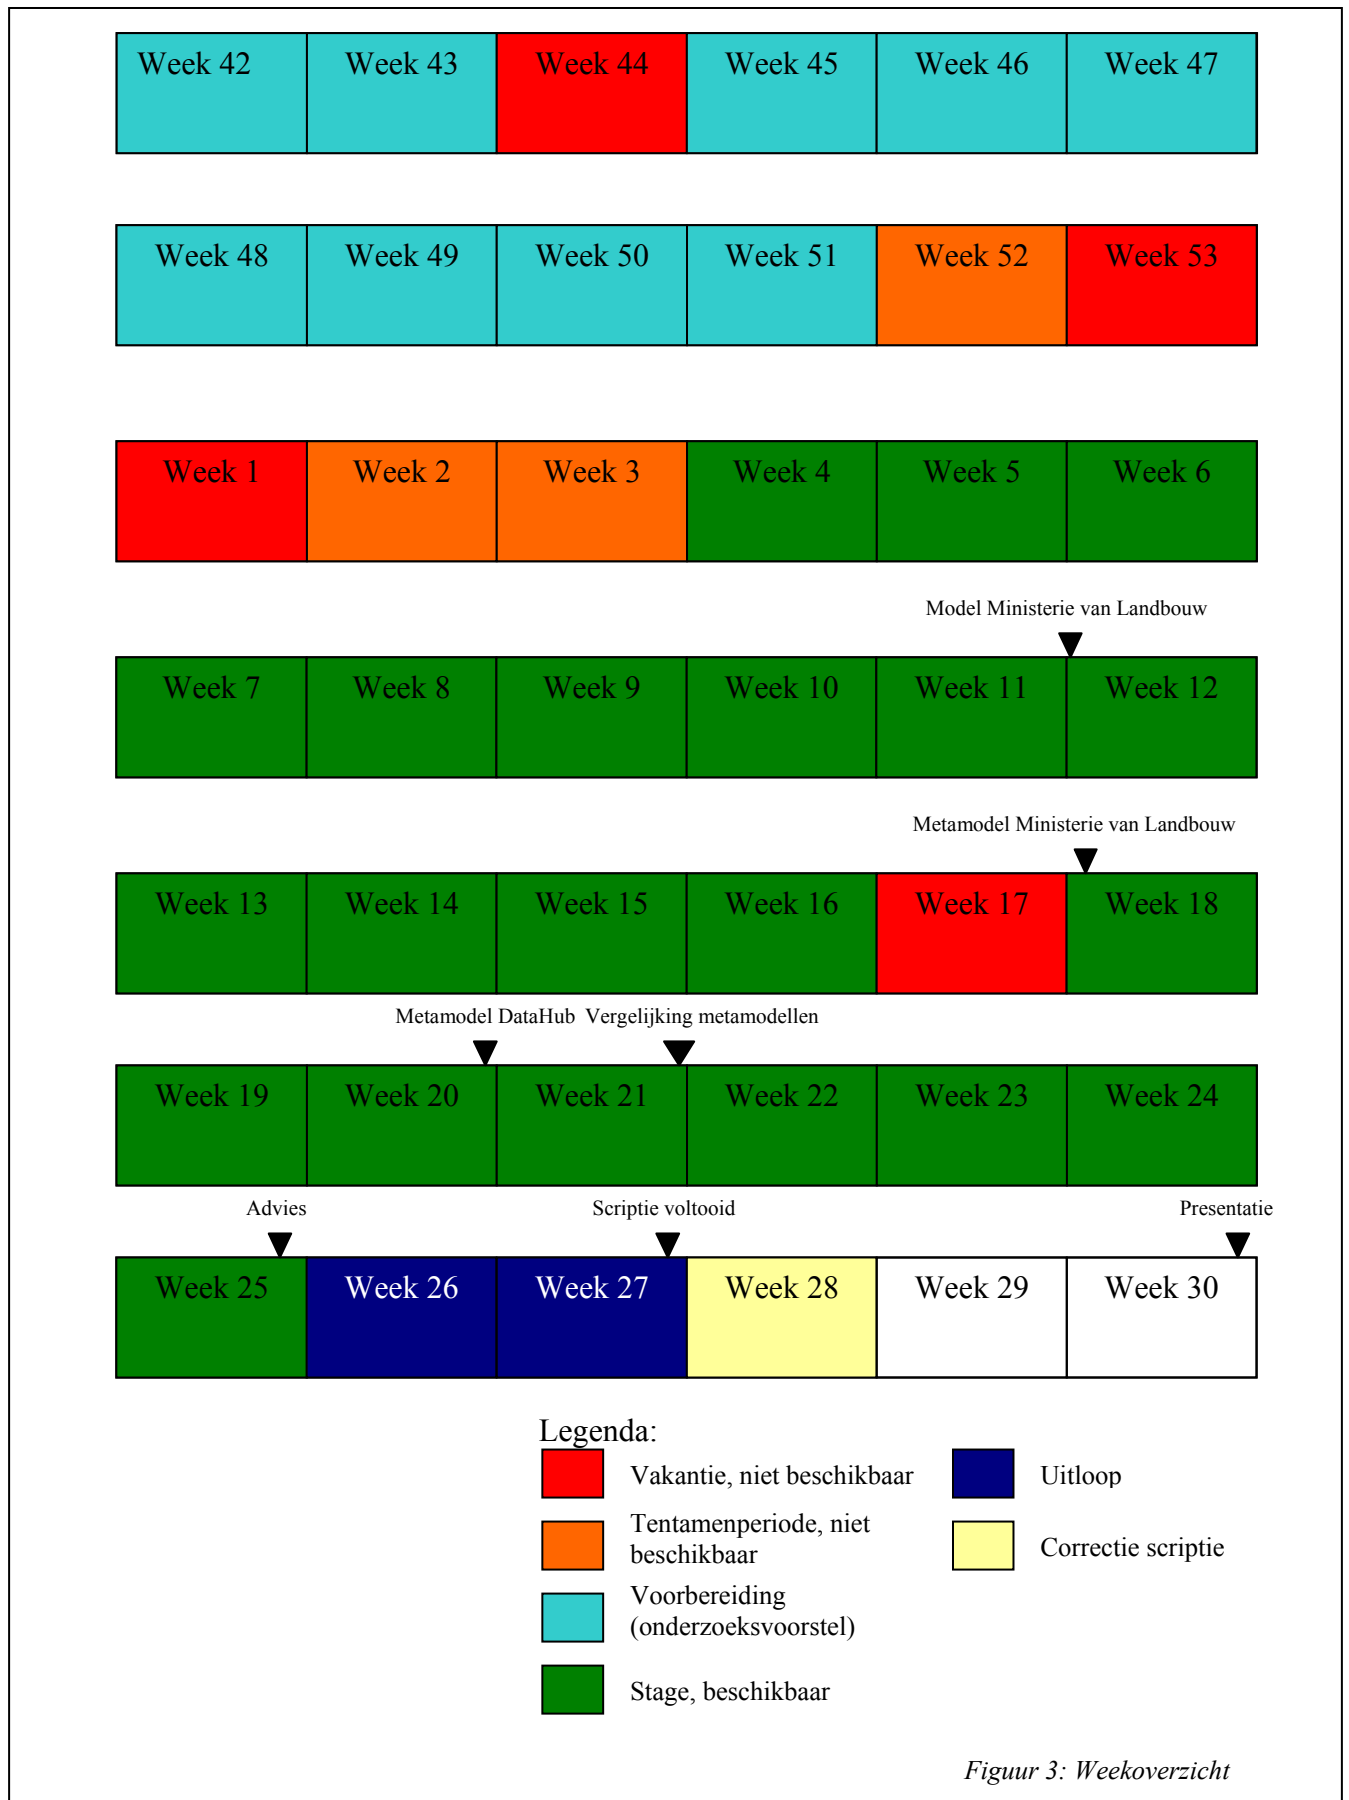 Week 42 Week 43 Week 44 Week 45 Week 46 Week 47
Week 48 Week 49 Week 50 Week 51 Week 52 Week 53
Week 1 Week 2 Week 3 Week 4 Week 5 Week 6
Model Ministerie van Landbouw
Week 7 Week 8 Week 9 Week 10 Week 11 Week 12
Metamodel Ministerie van Landbouw
Week 13 Week 14 Week 15 Week 16 Week 17 Week 18
Metamodel DataHub Vergelijking metamodellen
Week 19 Week 20 Week 21 Week 22 Week 23 Week 24
Advies Scriptie voltooid Presentatie
Week 25 Week 26 Week 27 Week 28 Week 29 Week 30
Legenda:
Vakantie, niet beschikbaar
Tentamenperiode, niet
beschikbaar
Voorbereiding
(onderzoeksvoorstel)
Stage, beschikbaar
Uitloop
Correctie scriptie
Figuur 3: Weekoverzicht